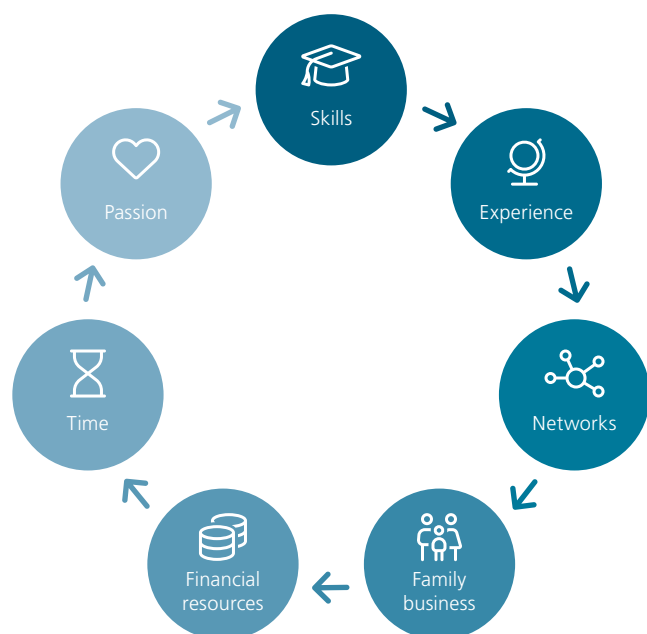 Skills
Experience
Networks
Family
business
Financial
resources
Time
Passion